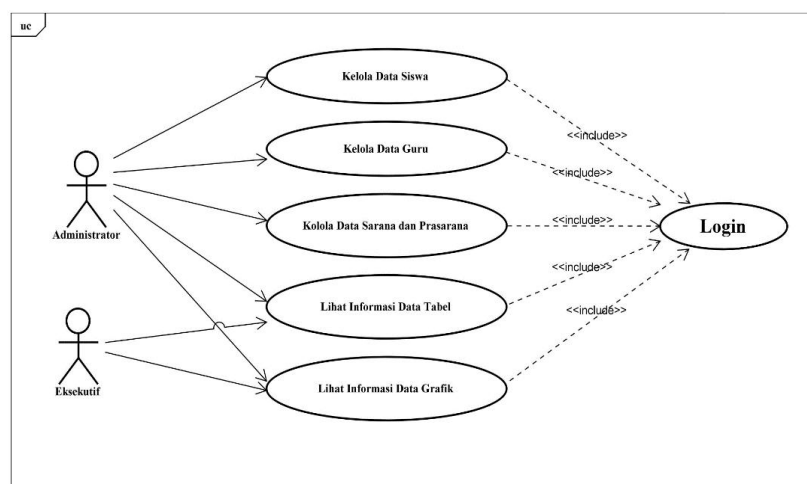 uc
Kelola Data Siswa
<<include>>
Kelola Data Guru
<<include>>
Administrator
Kolola Data Sarana dan Prasarana
<<include>>
Login
<<include>>
Lihat Informasi Data Tabel
<<include>>
Eksekutif
Lihat Informasi Data Grafik